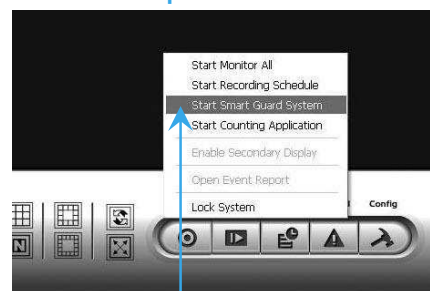 Start Monitor All
Start Recording Schedule
Start Smart Guard System
Start Counting Application
Enable Secondary Display
Open Event Report
Lock System
Config
N